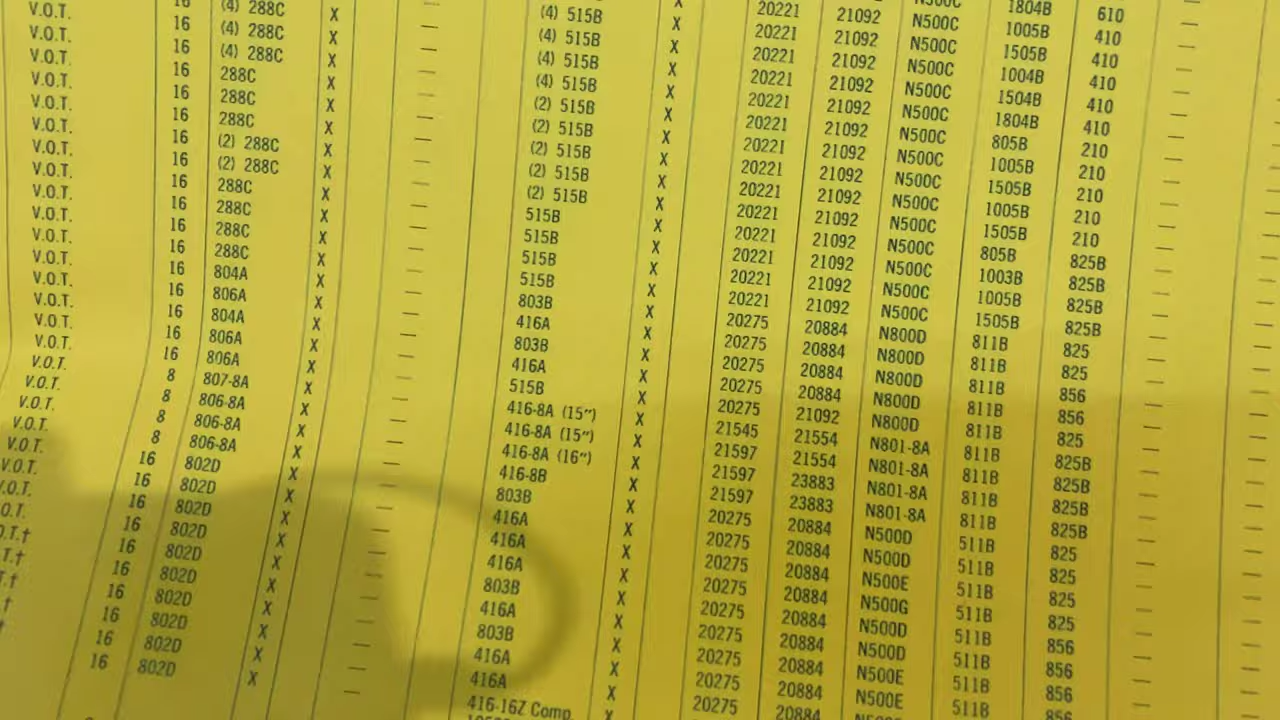 N500C 1804B 610
20221 21092 N500C 1005B 410
(4) 515B X 20221 21092 N500C 1505B 410
16 (4) 288C X — (4) 515B X 20221 21092 N500C 1004B 410 —
V.O.T. 16 (4) 288C X — (4) 515B X 20221 21092 N500C 1504B 410 —
V.O.T. 16 (4) 288C X — (4) 515B X 20221 21092 N500C 1804B 410 —
V.O.T. 16 288C X — (2) 515B X 20221 21092 N500C 805B 210 —
V.O.T. 16 288C X — (2) 515B X 20221 21092 N500C 1005B 210 —
V.O.T. 16 288C X — (2) 515B X 20221 21092 N500C 1505B 210 —
V.O.T. 16 (2) 288C X — (2) 515B X 20221 21092 N500C 1005B 210 —
V.O.T. 16 (2) 288C X — (2) 515B X 20221 21092 N500C 1505B 210 —
V.O.T. 16 288C X — 515B X 20221 21092 N500C 805B 825B —
V.O.T. 16 288C X — 515B X 20221 21092 N500C 1003B 825B —
V.O.T. 16 288C X — 515B X 20221 21092 N500C 1005B 825B —
V.O.T. 16 288C X — 515B X 20221 21092 N500C 1505B 825B —
V.O.T. 16 804A X — 803B X 20275 20884 N800D 811B 825 —
V.O.T. 16 806A X — 416A X 20275 20884 N800D 811B 825 —
V.O.T. 16 804A X — 803B X 20275 20884 N800D 811B 856 —
V.O.T. 16 806A X — 416A X 20275 20884 N800D 811B 856 —
V.O.T. 16 806A X — 515B X 20275 21092 N800D 811B 825 —
V.O.T. 8 807-8A X — 416-8A (15″) X 21545 21554 N801-8A 811B 825B —
V.O.T. 8 806-8A X — 416-8A (15″) X 21597 21554 N801-8A 811B 825B —
V.O.T. 8 806-8A X — 416-8A (16″) X 21597 23883 N801-8A 811B 825B —
V.O.T. 8 806-8A X — 416-8B X 21597 23883 N801-8A 811B 825B —
V.O.T. 16 802D X — 803B X 20275 20884 N500D 511B 825 —
V.O.T. 16 802D X — 416A X 20275 20884 N500D 511B 825 —
V.O.T. 16 802D X — 416A X 20275 20884 N500E 511B 825 —
O.T. 16 802D X — 416A X 20275 20884 N500G 511B 825 —
O.T.† 16 802D X — 803B X 20275 20884 N500D 511B 856 —
T.† 16 802D X — 416A X 20275 20884 N500D 511B 856 —
T.† 16 802D X — 803B X 20275 20884 N500E 511B 856 —
† 16 802D X — 416A X 20275 20884 N500E 511B 856 —
† 16 802D X — 416A X 20275 20884
16 802D X — 416-16Z Comp. X